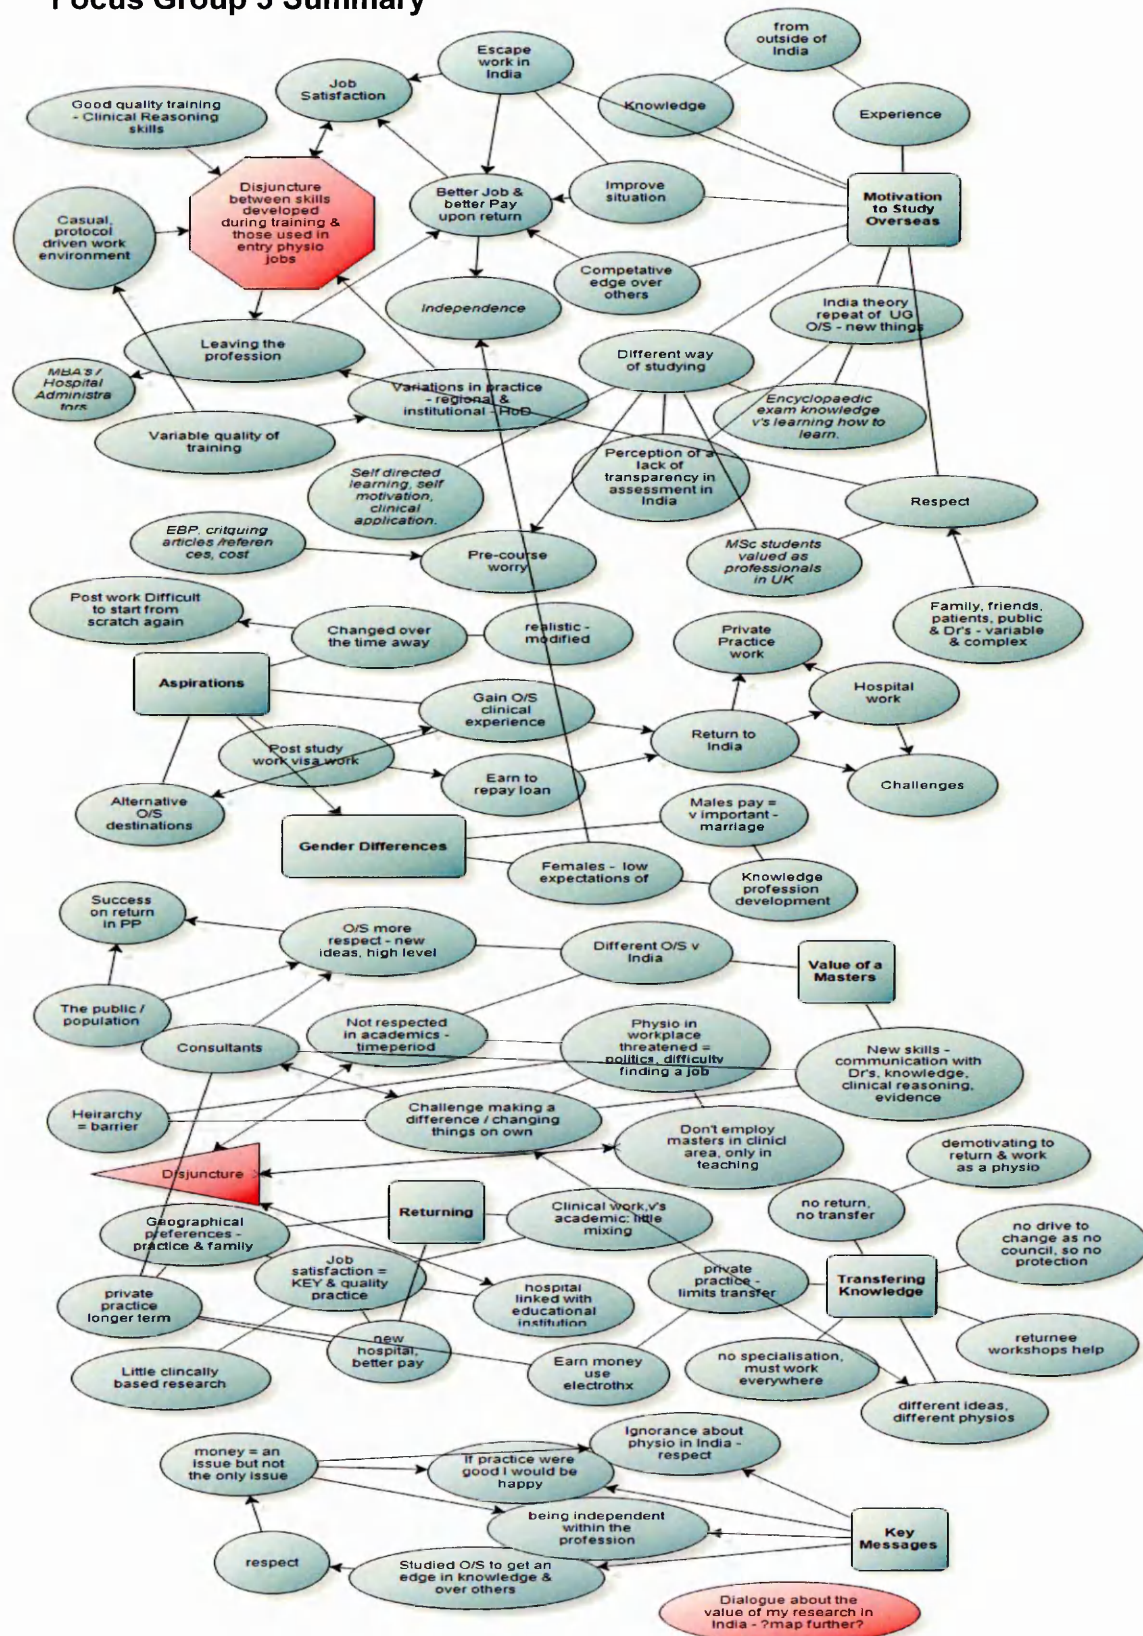 Focus Group 5 Summary
from
outside of
India
Escape
work in
India
Job
Satisfaction
Knowledge
Experience
Good quality training
- Clinical Reasoning
skills
Disjuncture
between skills
developed
during training &
those used in
entry physio
jobs
Better Job &
better Pay
upon return
Improve
situation
Motivation
to Study
Overseas
Casual,
protocol
driven work
environment
Competative
edge over
others
Independence
India theory
repeat of UG
O/S - new things
Leaving the
profession
Different way
of studying
MBA's /
Hospital
Administra
tors
Variations in practice
- regional &
institutional - HoD
Encyclopaedic
exam knowledge
v's learning how to
learn.
Variable quality of
training
Self directed
learning, self
motivation,
clinical
application.
Perception of a
lack of
transparency in
assessment in
India
Respect
EBP, critquing
articles /referen
ces, cost
Pre-course
worry
MSc students
valued as
professionals
in UK
Post work Difficult
to start from
scratch again
Changed over
the time away
realistic -
modified
Private
Practice
work
Family, friends,
patients, public
& Dr's - variable
& complex
Aspirations
Gain O/S
clinical
experience
Hospital
work
Return to
India
Post study
work visa work
Earn to
repay loan
Challenges
Alternative
O/S
destinations
Males pay =
v important -
marriage
Gender Differences
Females - low
expectations of
Knowledge
profession
development
Success
on return
in PP
O/S more
respect - new
ideas, high level
Different O/S v
India
Value of a
Masters
The public /
population
Consultants
Not respected
in academics -
timeperiod
Physio in
workplace
threatened =
politics, difficulty
finding a job
New skills -
communication with
Dr's, knowledge,
clinical reasoning,
evidence
Heirarchy
= barrier
Challenge making a
difference / changing
things on own
Don't employ
masters in clinicl
area, only in
teaching
demotivating to
return & work
as a physio
Disjuncture
Returning
Clinical work,v's
academic: little
mixing
no return,
no transfer
no drive to
change as no
council, so no
protection
Geographical
preferences -
practice & family
Job
satisfaction =
KEY & quality
practice
private
practice -
limits transfer
Transfering
Knowledge
private
practice
longer term
hospital
linked with
educational
institution
new
hospital,
better pay
returnee
workshops help
Little clincally
based research
Earn money
use
electrothx
no specialisation,
must work
everywhere
different ideas,
different physios
money = an
issue but not
the only issue
Ignorance about
physio in India -
respect
If practice were
good I would be
happy
being independent
within the
profession
Key
Messages
respect
Studied O/S to get an
edge in knowledge &
over others
Dialogue about the
value of my research in
India - ?map further?